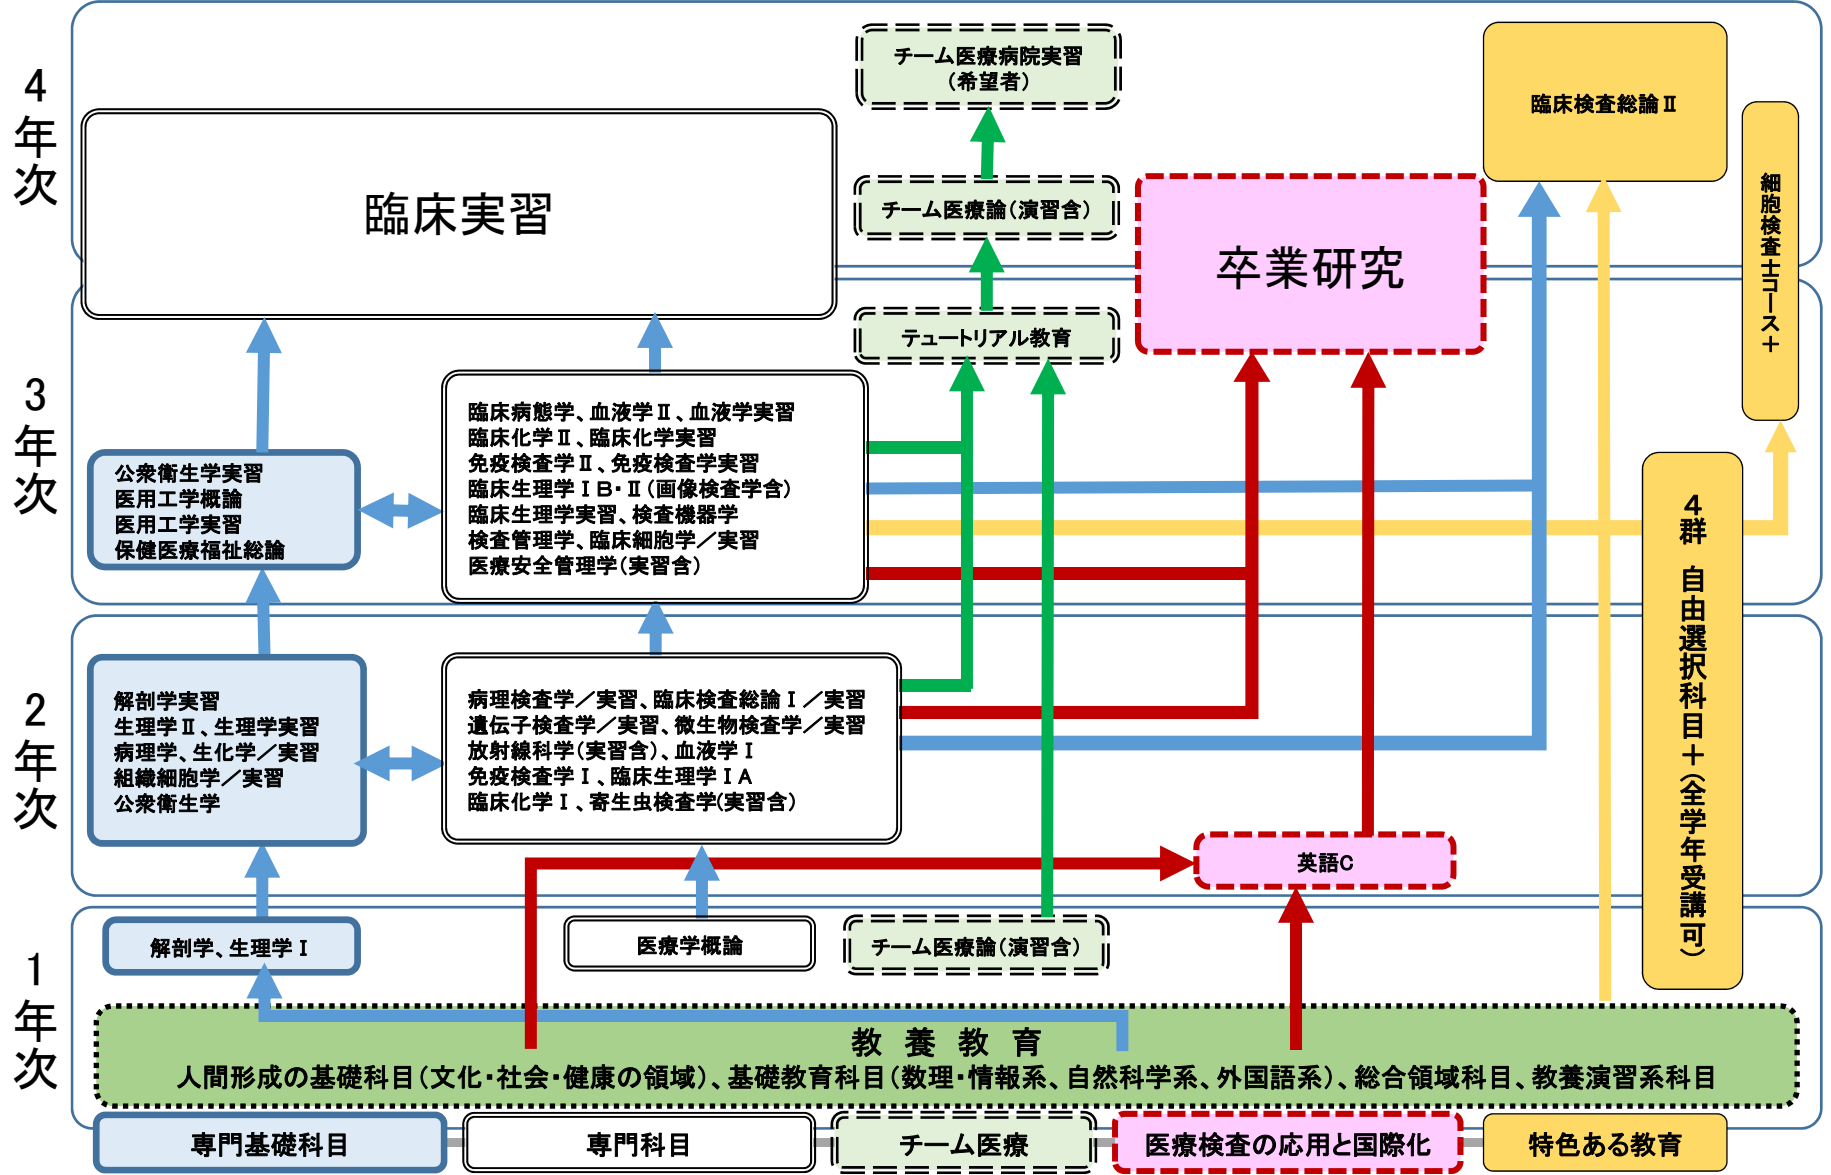 4年次
チーム医療病院実習
（希望者）
臨床検査総論Ⅱ
臨床実習
チーム医療論（演習含）
細胞検査士コース＋
卒業研究
テュートリアル教育
3年次
臨床病態学、血液学Ⅱ、血液学実習
臨床化学Ⅱ、臨床化学実習
免疫検査学Ⅱ、免疫検査学実習
臨床生理学ⅠB・Ⅱ（画像検査学含）
臨床生理学実習、検査機器学
検査管理学、臨床細胞学／実習
医療安全管理学（実習含）
公衆衛生学実習
医用工学概論
医用工学実習
保健医療福祉総論
4群 自由選択科目＋（全学年受講可）
2年次
解剖学実習
生理学Ⅱ、生理学実習
病理学、生化学／実習
組織細胞学／実習
公衆衛生学
病理検査学／実習、臨床検査総論Ⅰ／実習
遺伝子検査学／実習、微生物検査学／実習
放射線科学（実習含）、血液学Ⅰ
免疫検査学Ⅰ、臨床生理学ⅠA
臨床化学Ⅰ、寄生虫検査学(実習含）
英語C
1年次
解剖学、生理学Ⅰ
医療学概論
チーム医療論（演習含）
教 養 教 育
人間形成の基礎科目（文化・社会・健康の領域）、基礎教育科目（数理・情報系、自然科学系、外国語系）、総合領域科目、教養演習系科目
専門基礎科目
専門科目
チーム医療
医療検査の応用と国際化
特色ある教育